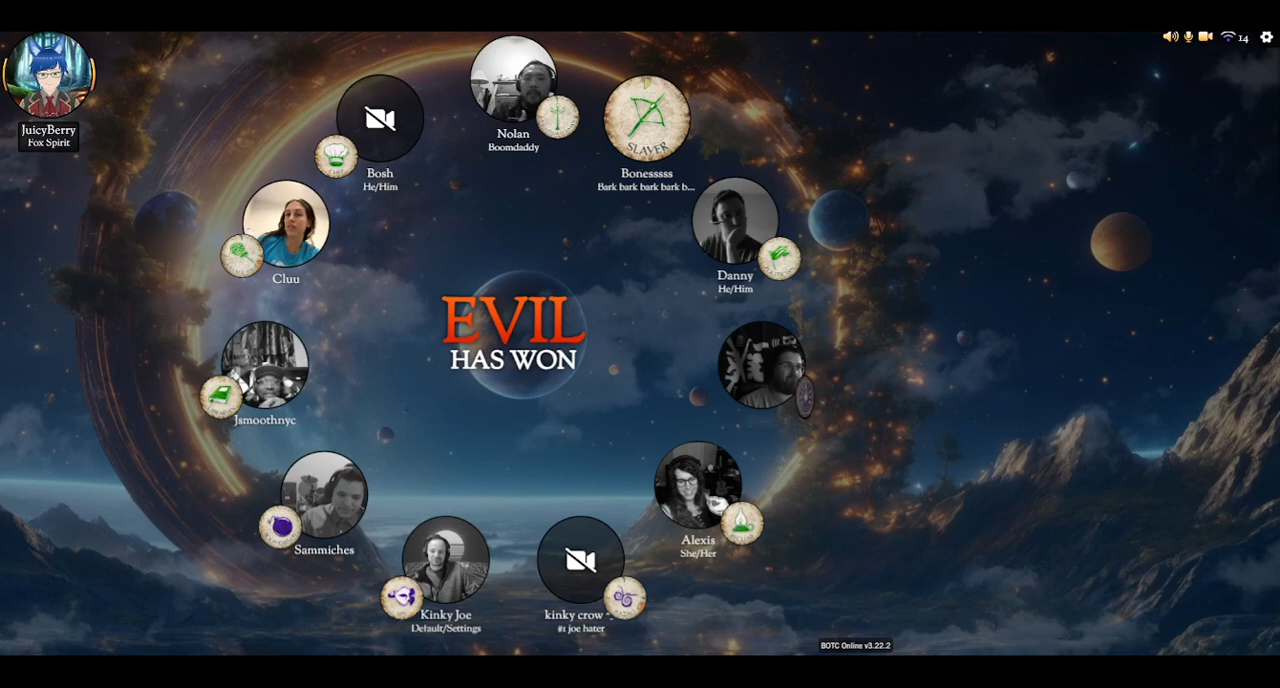 14
JuicyBerry
Fox Spirit
Nolan
Boomdaddy
SLAYER
Bonesssss
Bark bark bark bark b...
Bosh
He/Him
Cluu
Danny
He/Him
EVIL
HAS WON
Jsmoothnyc
Alexis
She/Her
Sammiches
Kinky Joe
Default/Settings
kinky crow
#1 joe hater
BOTC Online v3.22.2